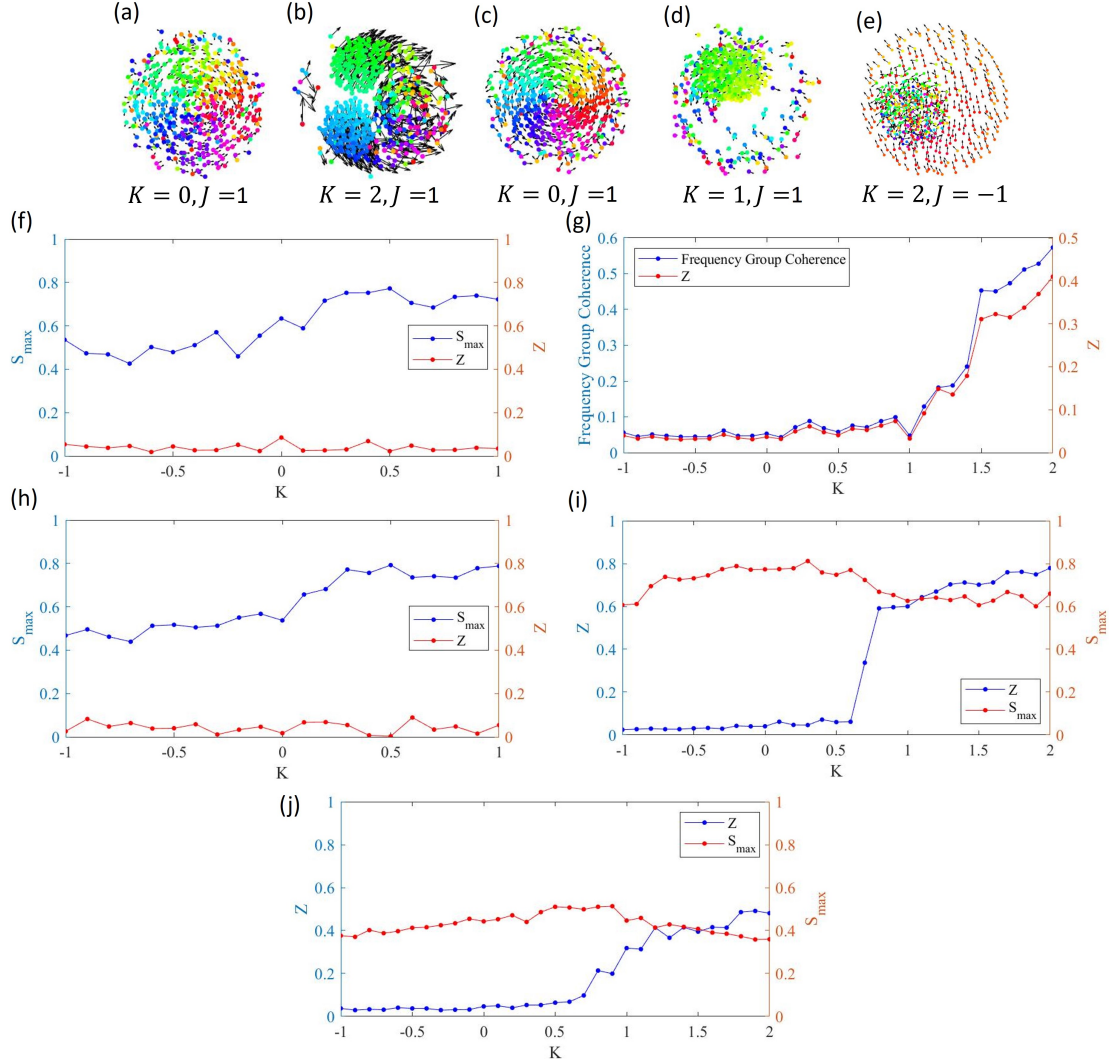 (a) (b) (c) (d) (e)
K = 0, J = 1 K = 2, J = 1 K = 0, J = 1 K = 1, J = 1 K = 2, J = −1
(f)
1 0.8 0.6 0.4 0.2 0
S_max
1 0.8 0.6 0.4 0.2 0
Z
S_max
Z
-1 -0.5 0 0.5 1
K
(g)
0.6 0.5 0.4 0.3 0.2 0.1 0
Frequency Group Coherence
0.5 0.4 0.3 0.2 0.1 0
Z
Frequency Group Coherence
Z
-1 -0.5 0 0.5 1 1.5 2
K
(h)
1 0.8 0.6 0.4 0.2 0
S_max
1 0.8 0.6 0.4 0.2 0
Z
S_max
Z
-1 -0.5 0 0.5 1
K
(i)
1 0.8 0.6 0.4 0.2 0
Z
1 0.8 0.6 0.4 0.2 0
S_max
Z
S_max
-1 -0.5 0 0.5 1 1.5 2
K
(j)
1 0.8 0.6 0.4 0.2 0
Z
1 0.8 0.6 0.4 0.2 0
S_max
Z
S_max
-1 -0.5 0 0.5 1 1.5 2
K